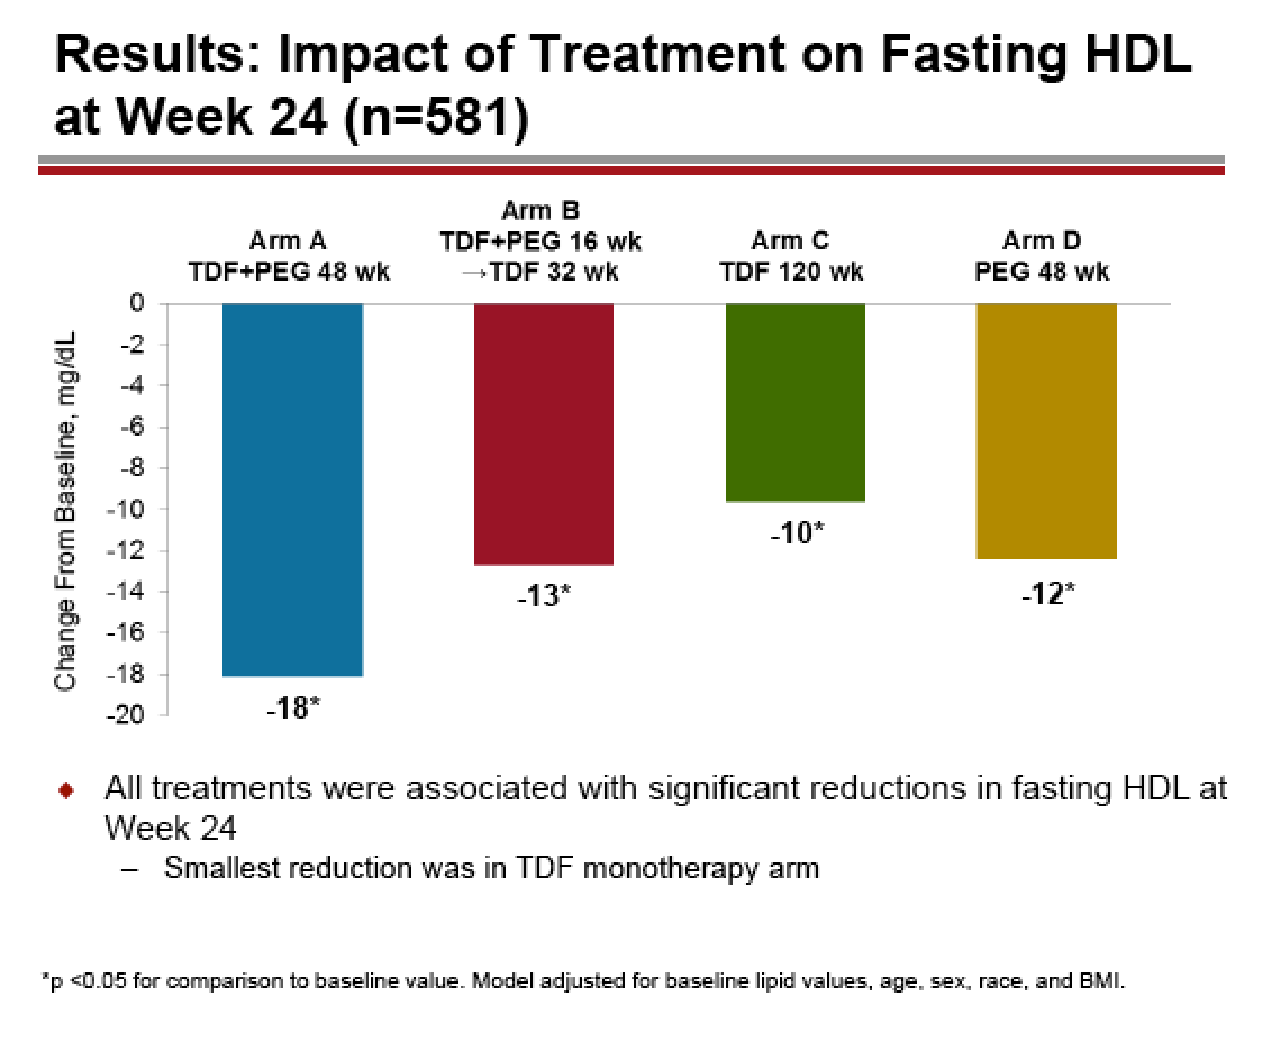 Results: Impact of Treatment on Fasting HDL
at Week 24 (n=581)
Arm A
TDF+PEG 48 wk
Arm B
TDF+PEG 16 wk
→TDF 32 wk
Arm C
TDF 120 wk
Arm D
PEG 48 wk
Change From Baseline, mg/dL
0
-2
-4
-6
-8
-10
-12
-14
-16
-18
-20
-18*
-13*
-10*
-12*
All treatments were associated with significant reductions in fasting HDL at
Week 24
– Smallest reduction was in TDF monotherapy arm
*p <0.05 for comparison to baseline value. Model adjusted for baseline lipid values, age, sex, race, and BMI.